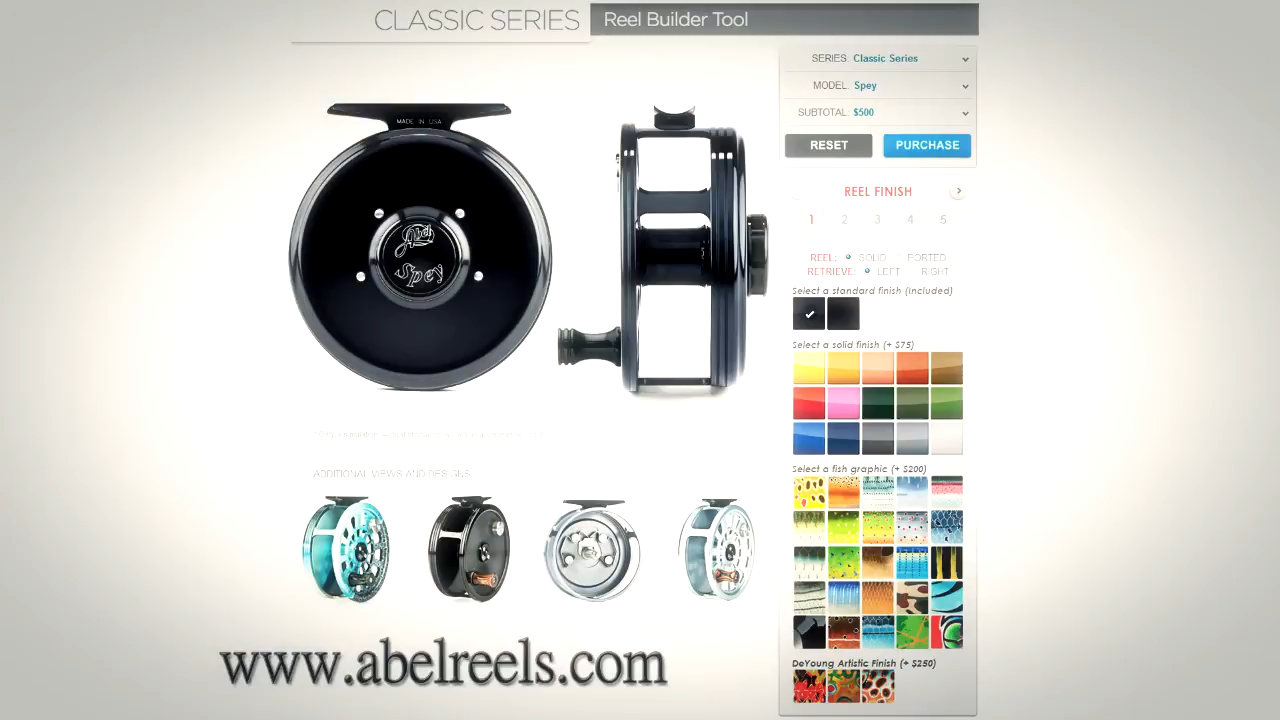 CLASSIC SERIES
Reel Builder Tool
SERIES: Classic Series
MODEL: Spey
SUBTOTAL: $500
RESET
PURCHASE
MADE IN USA
Abel
Spey
REEL FINISH
1 2 3 4 5
REEL: SOLID PORTED
RETRIEVE: LEFT RIGHT
Select a standard finish (Included)
Select a solid finish (+ $75)
ADDITIONAL VIEWS AND DESIGNS
Select a fish graphic (+ $200)
DeYoung Artistic Finish (+ $250)
www.abelreels.com